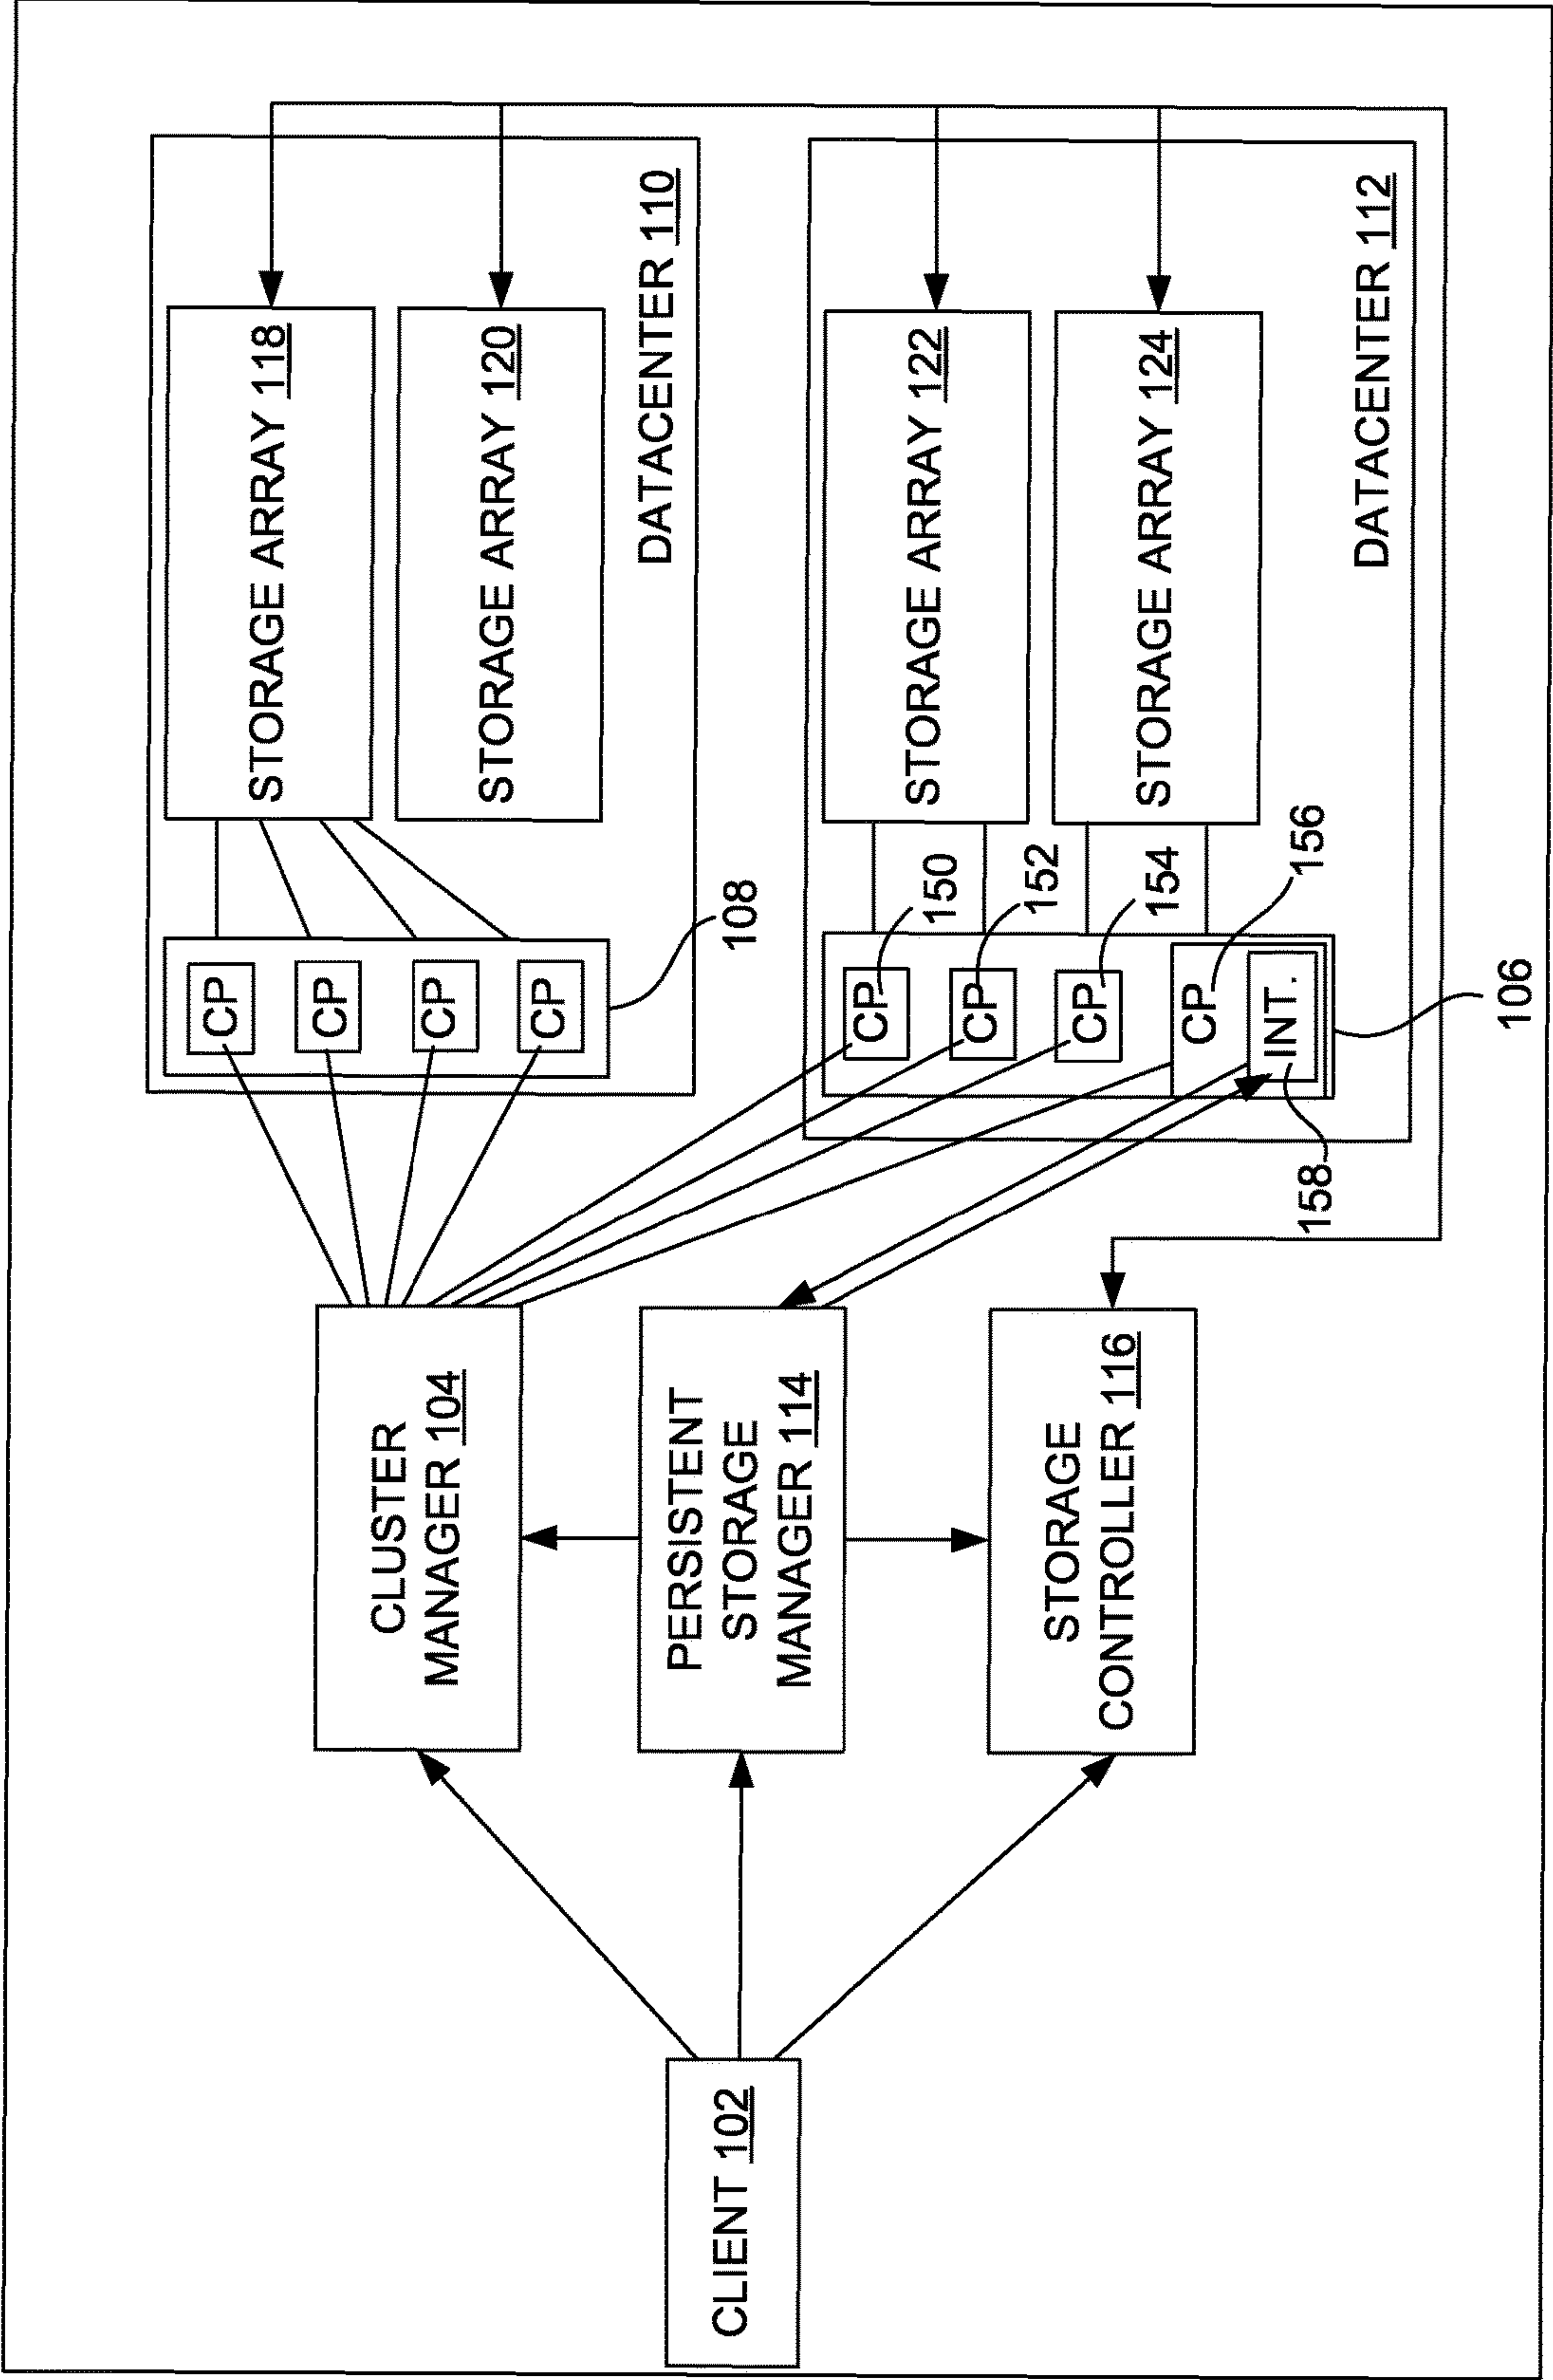 CLIENT 102
CLUSTER
MANAGER 104
PERSISTENT
STORAGE
MANAGER 114
STORAGE
CONTROLLER 116
CP
CP
CP
CP
108
STORAGE ARRAY 118
STORAGE ARRAY 120
DATACENTER 110
CP
150
CP
152
CP
154
CP
156
INT.
158
106
STORAGE ARRAY 122
STORAGE ARRAY 124
DATACENTER 112